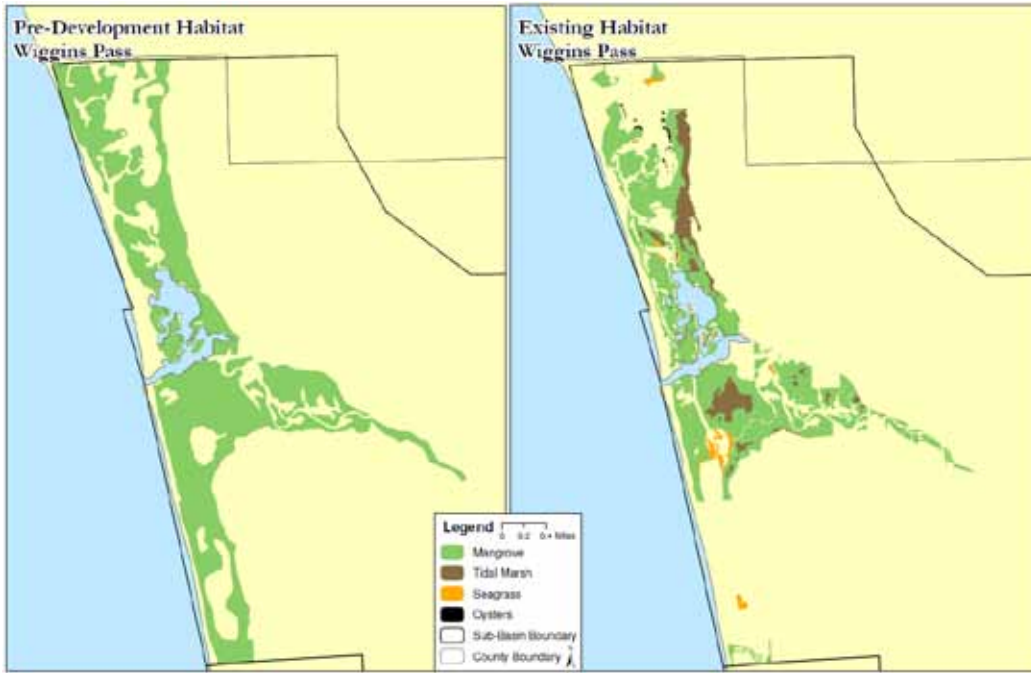 Pre-Development Habitat
Wiggins Pass
Existing Habitat
Wiggins Pass
Legend
0 0.2 0.4 Miles
Mangrove
Tidal Marsh
Seagrass
Oysters
Sub-Basin Boundary
County Boundary